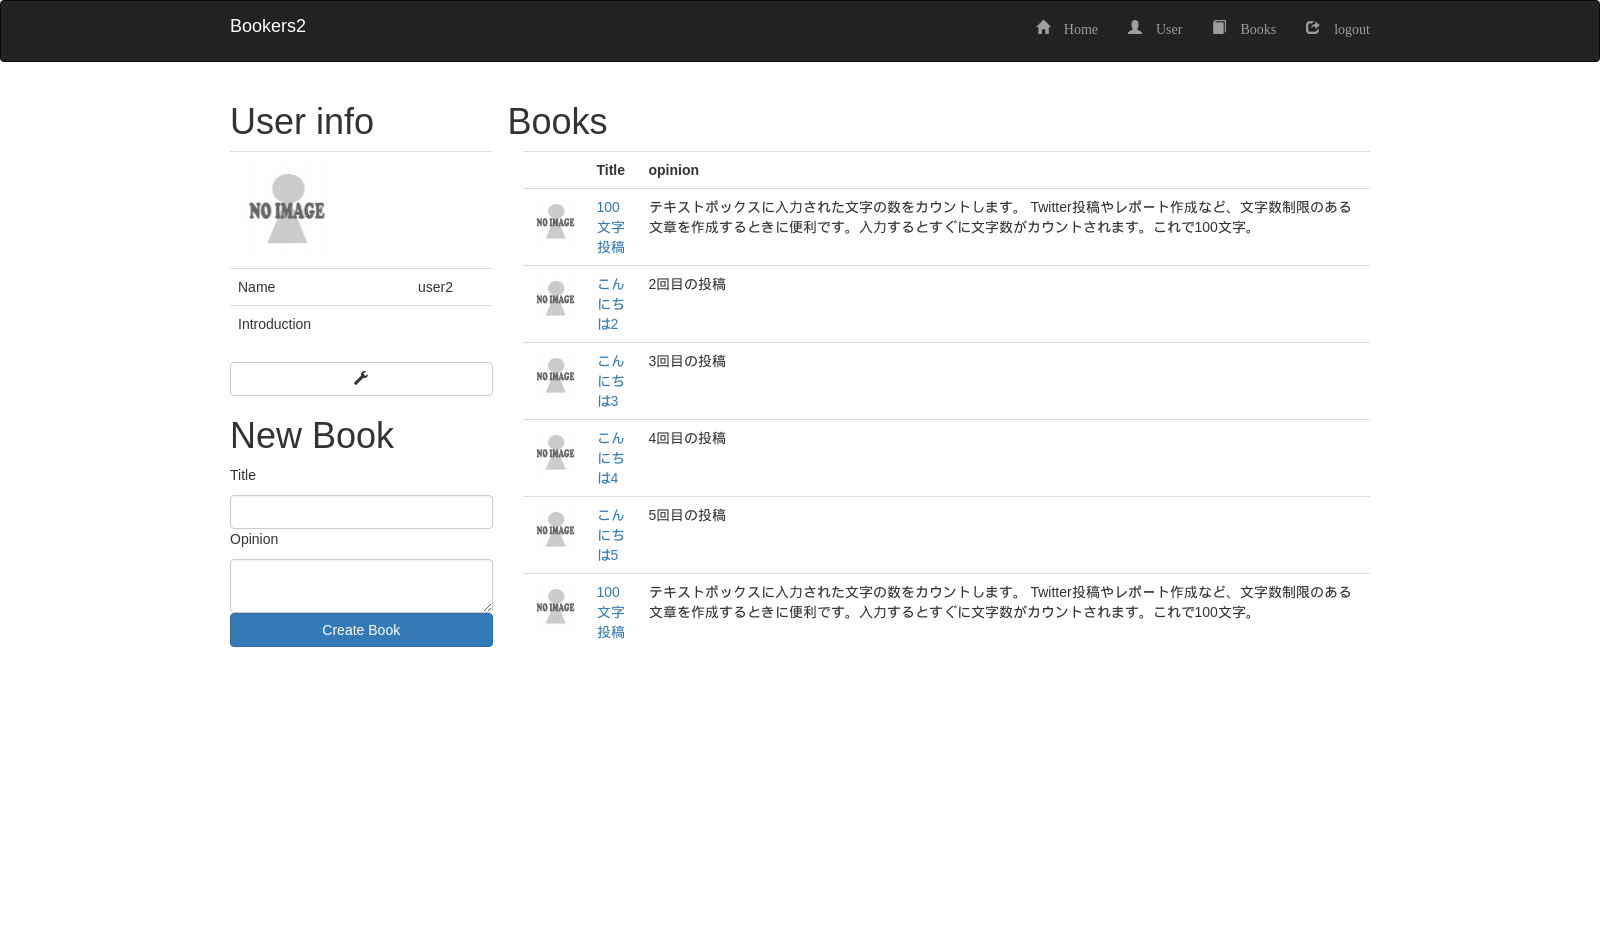 Bookers2
Home
User
Books
logout
User info
NO IMAGE
Name user2
Introduction
New Book
Title
Opinion
Create Book
Books
Title opinion
NO IMAGE
100
文字
投稿
テキストボックスに入力された文字の数をカウントします。 Twitter投稿やレポート作成など、文字数制限のある
文章を作成するときに便利です。入力するとすぐに文字数がカウントされます。これで100文字。
NO IMAGE
こん
にち
は2
2回目の投稿
NO IMAGE
こん
にち
は3
3回目の投稿
NO IMAGE
こん
にち
は4
4回目の投稿
NO IMAGE
こん
にち
は5
5回目の投稿
NO IMAGE
100
文字
投稿
テキストボックスに入力された文字の数をカウントします。 Twitter投稿やレポート作成など、文字数制限のある
文章を作成するときに便利です。入力するとすぐに文字数がカウントされます。これで100文字。